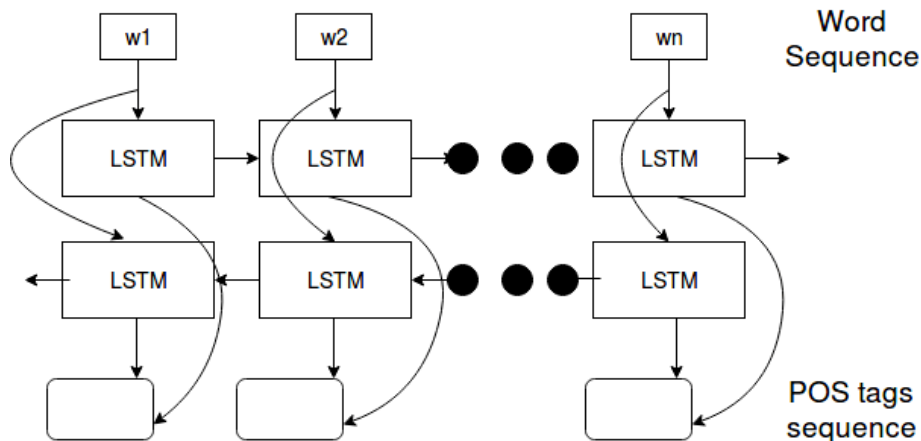 w1
w2
wn
Word
Sequence
LSTM
LSTM
LSTM
LSTM
LSTM
LSTM
POS tags
sequence